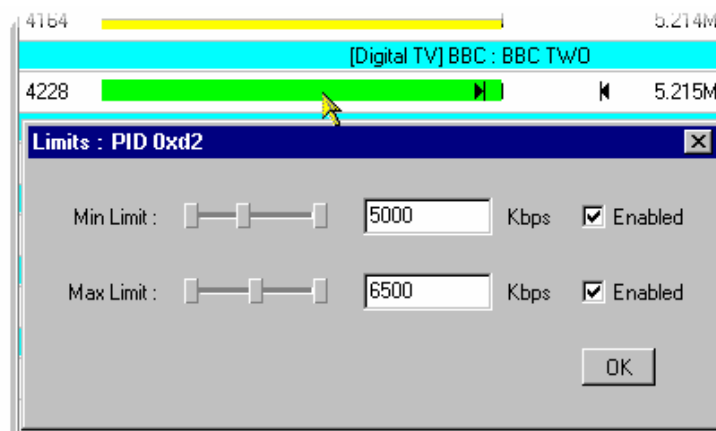 4164 5.214M
[Digital TV] BBC : BBC TWO
4228 5.215M
Limits : PID 0xd2
Min Limit : 5000 Kbps Enabled
Max Limit : 6500 Kbps Enabled
OK